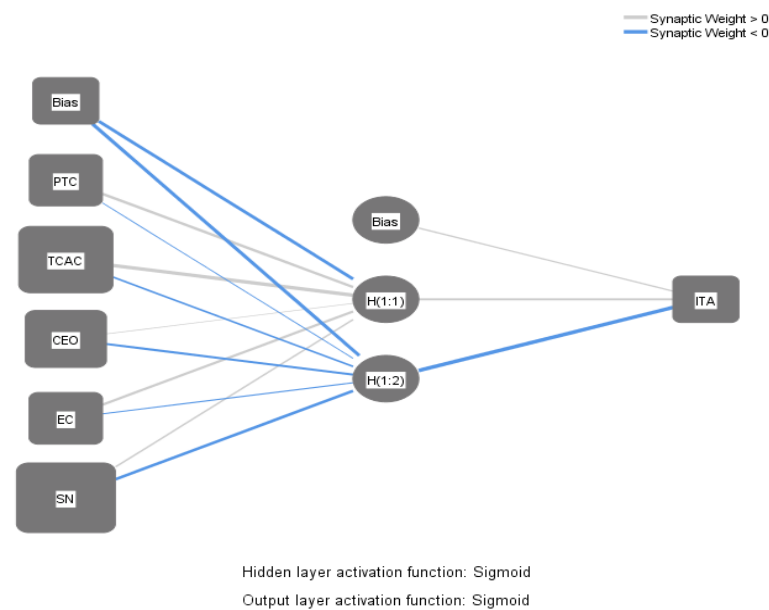 Synaptic Weight > 0
Synaptic Weight < 0
Bias
PTC
TCAC
CEO
EC
SN
Bias
H(1:1)
H(1:2)
ITA
Hidden layer activation function: Sigmoid
Output layer activation function: Sigmoid